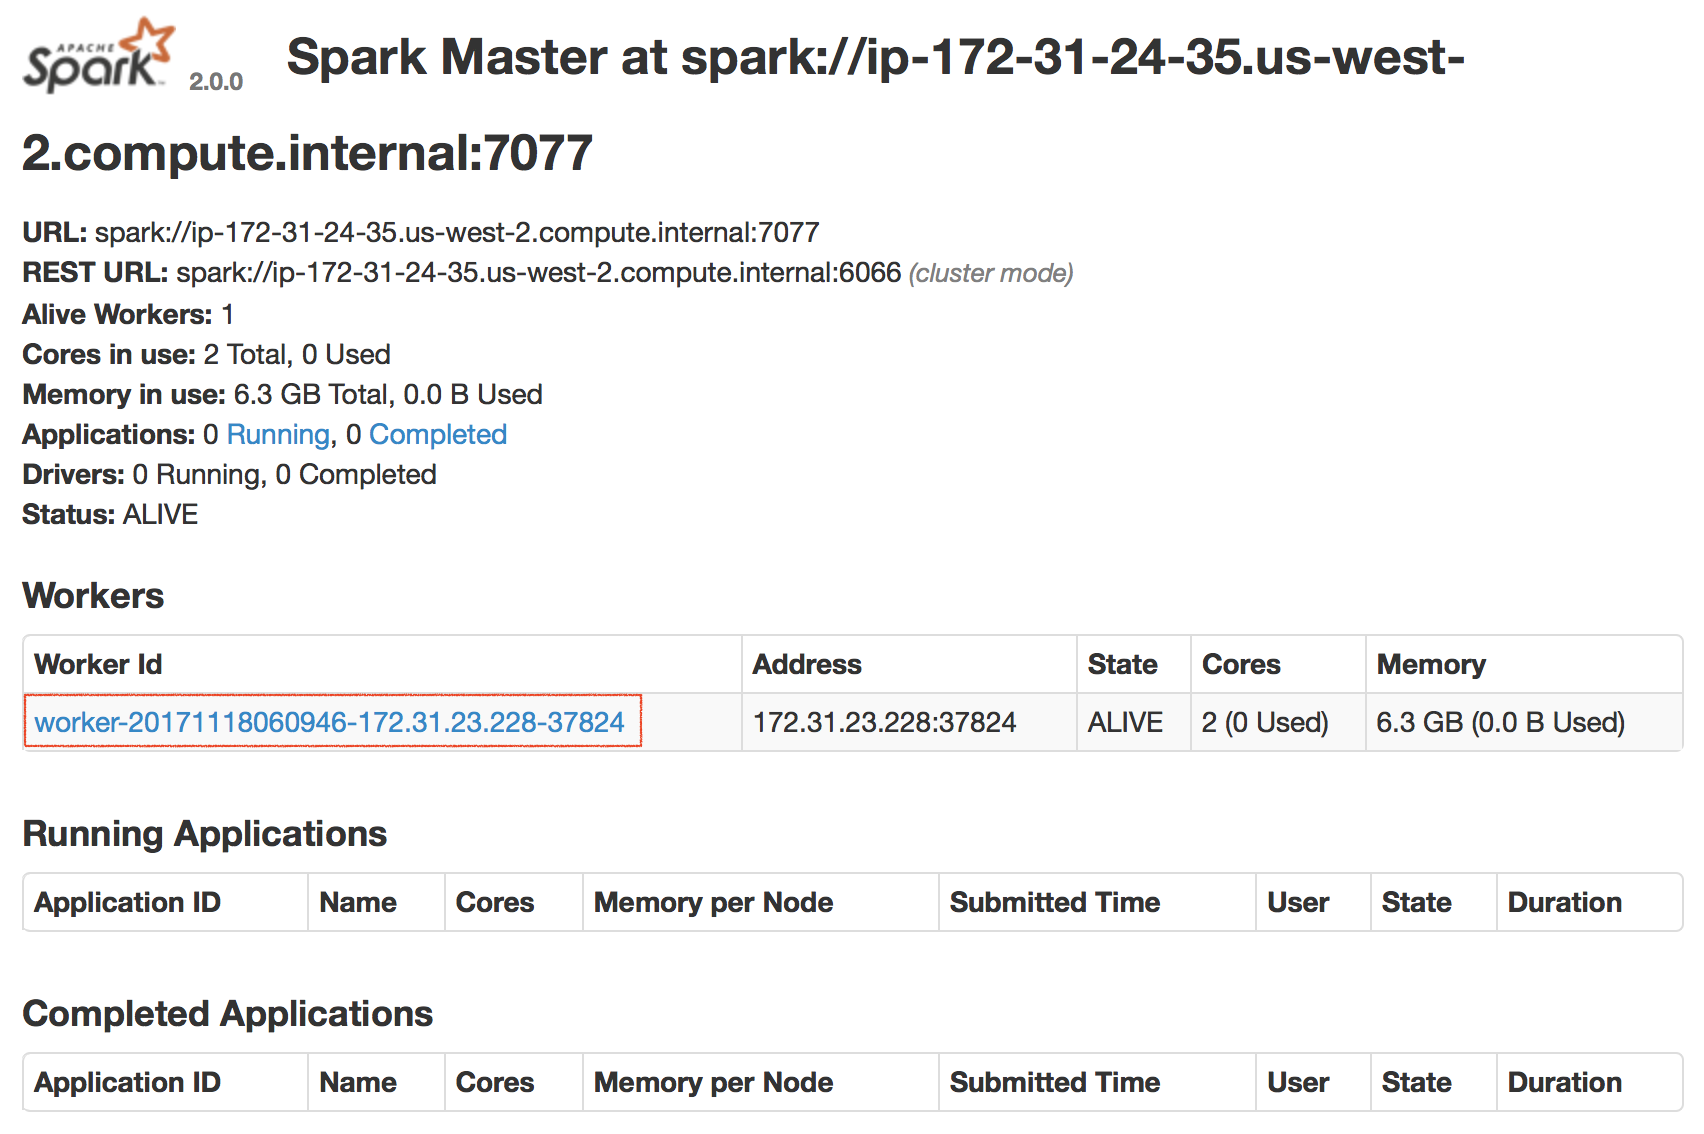 APACHE
Spark™ 2.0.0 Spark Master at spark://ip-172-31-24-35.us-west-
2.compute.internal:7077
URL: spark://ip-172-31-24-35.us-west-2.compute.internal:7077
REST URL: spark://ip-172-31-24-35.us-west-2.compute.internal:6066 (cluster mode)
Alive Workers: 1
Cores in use: 2 Total, 0 Used
Memory in use: 6.3 GB Total, 0.0 B Used
Applications: 0 Running, 0 Completed
Drivers: 0 Running, 0 Completed
Status: ALIVE
Workers
Worker Id Address State Cores Memory
worker-20171118060946-172.31.23.228-37824 172.31.23.228:37824 ALIVE 2 (0 Used) 6.3 GB (0.0 B Used)
Running Applications
Application ID Name Cores Memory per Node Submitted Time User State Duration
Completed Applications
Application ID Name Cores Memory per Node Submitted Time User State Duration